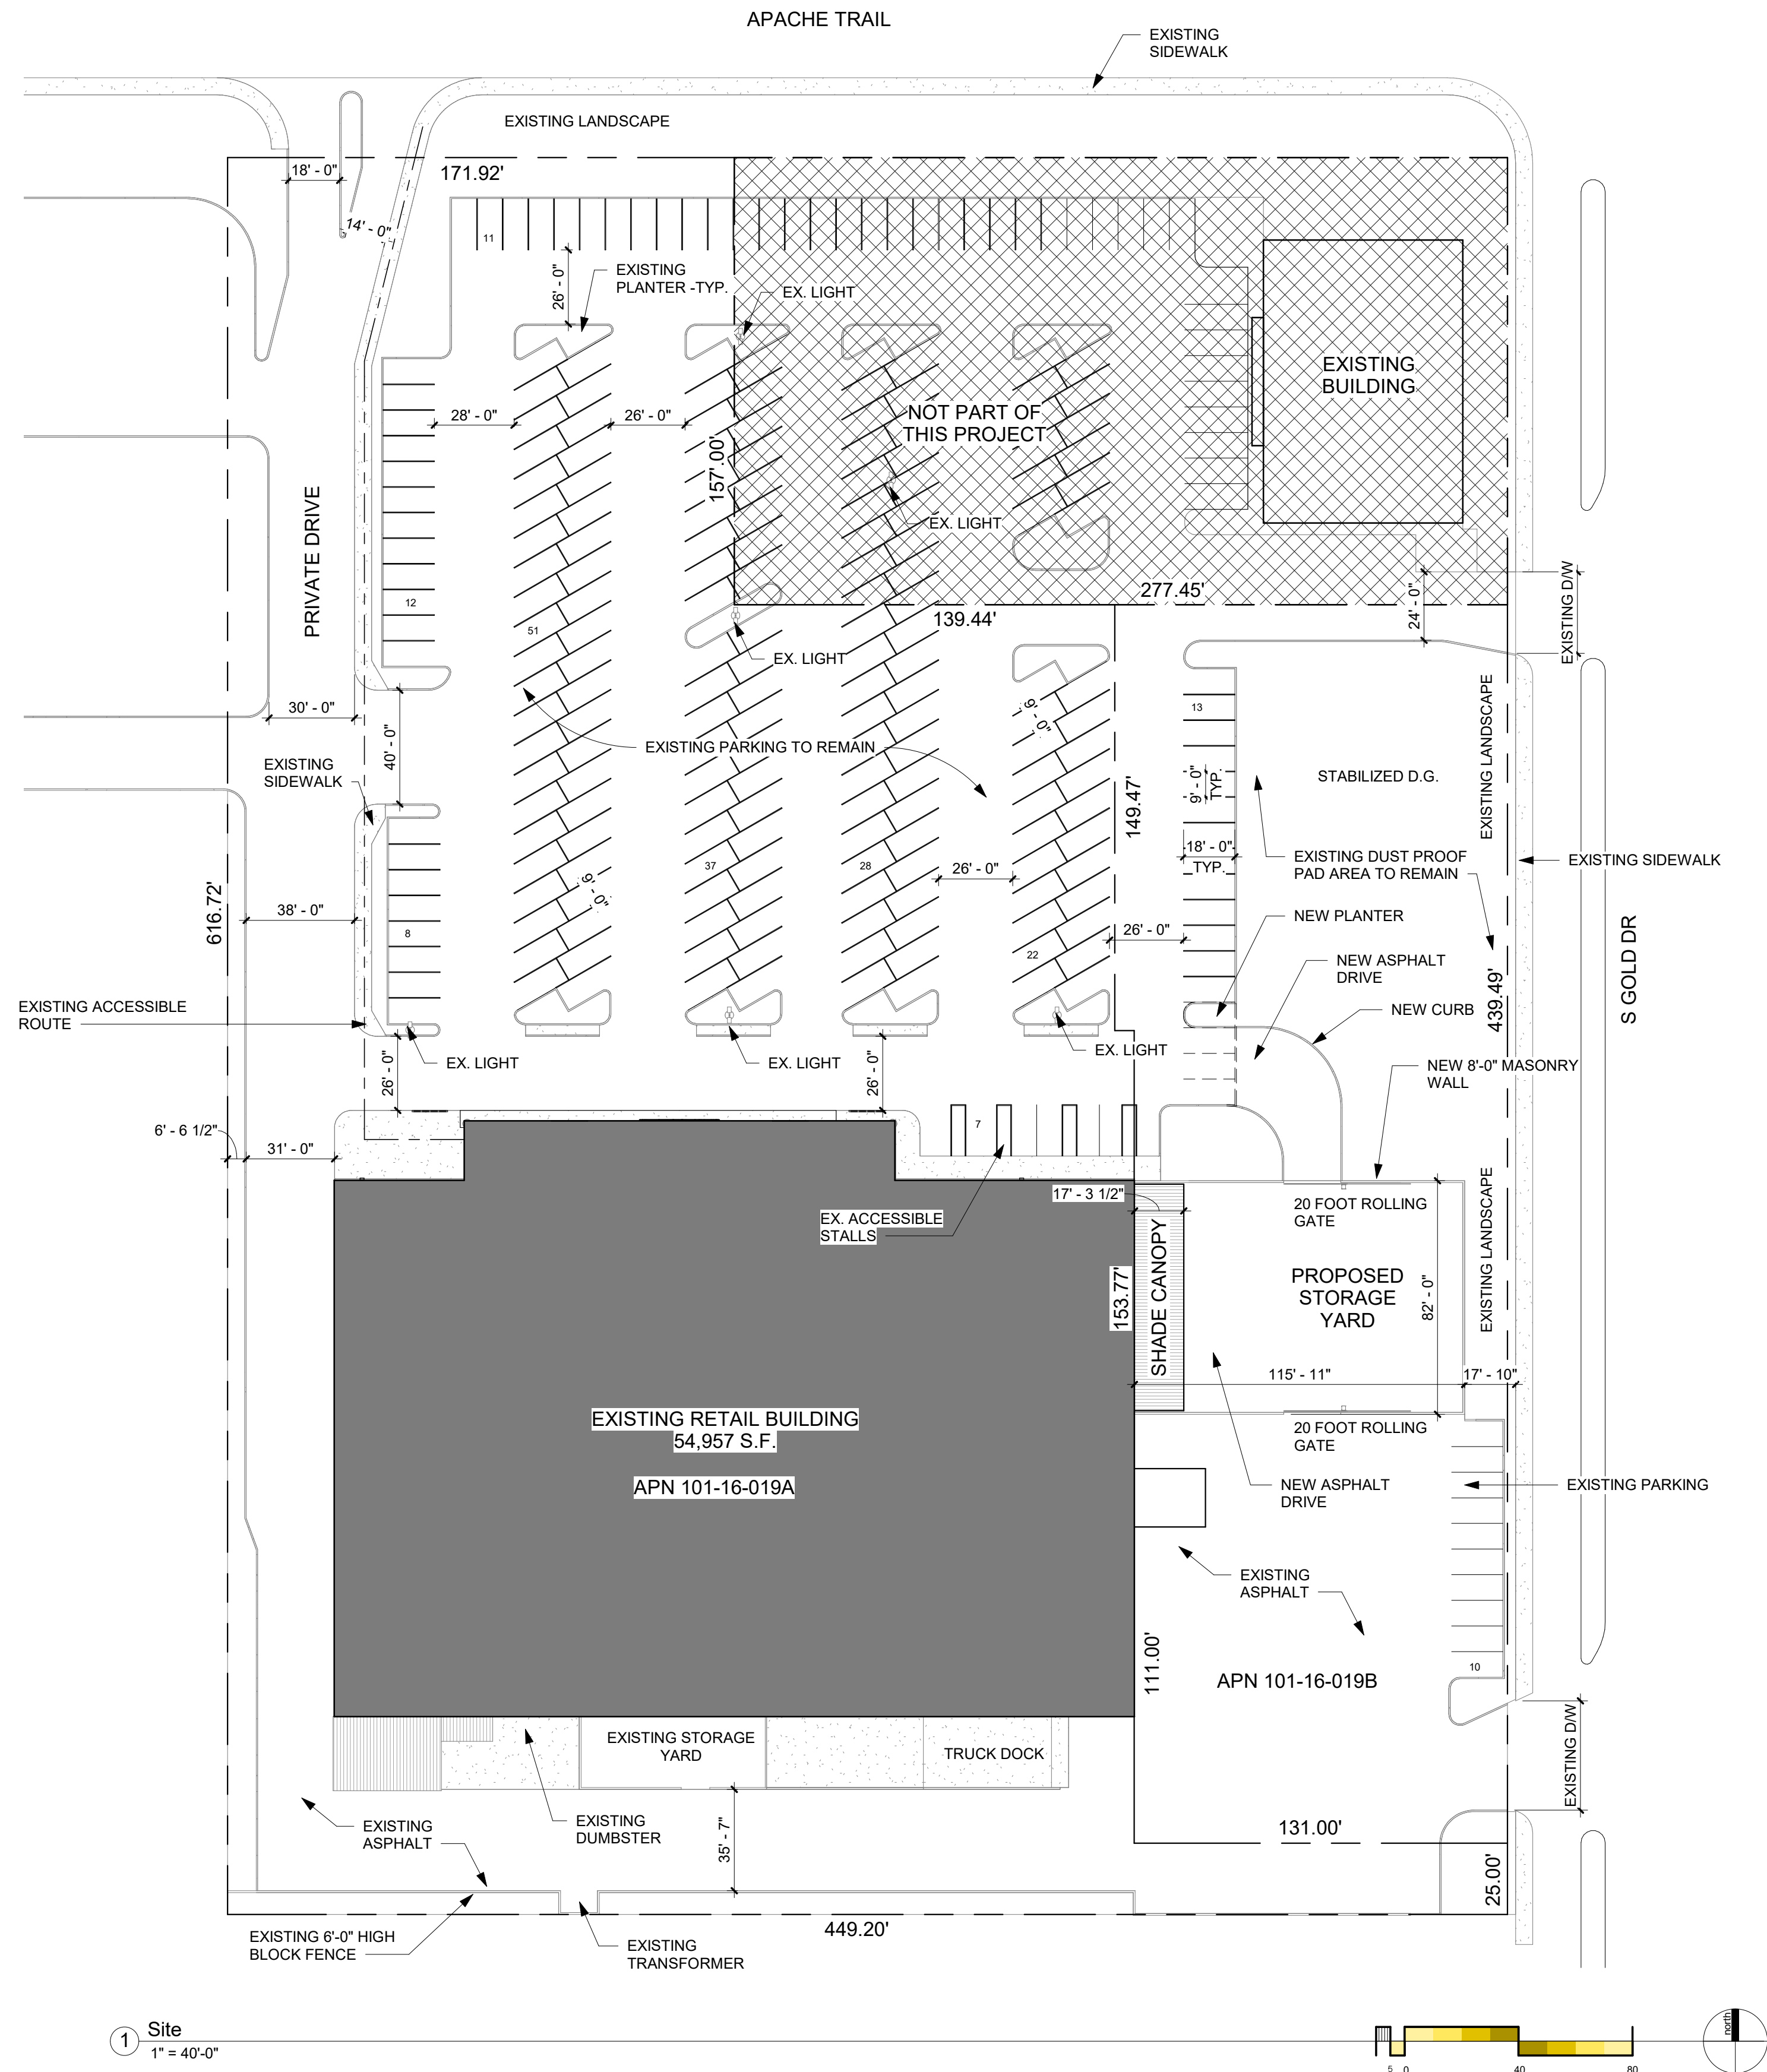 APACHE TRAIL
EXISTING
SIDEWALK
EXISTING LANDSCAPE
18' - 0"
171.92'
14' - 0"
11
26' - 0"
EXISTING
PLANTER -TYP.
EX. LIGHT
EXISTING
BUILDING
NOT PART OF
THIS PROJECT
28' - 0"
26' - 0"
157.00'
EX. LIGHT
PRIVATE DRIVE
12
51
277.45'
139.44'
24' - 0"
EXISTING D/W
EX. LIGHT
30' - 0"
40' - 0"
9' - 0"
13
EXISTING LANDSCAPE
EXISTING PARKING TO REMAIN
EXISTING
SIDEWALK
STABILIZED D.G.
9' - 0"
TYP.
149.47'
18' - 0"
TYP.
EXISTING DUST PROOF
PAD AREA TO REMAIN
EXISTING SIDEWALK
616.72'
38' - 0"
8
9' - 0"
37
28
26' - 0"
22
26' - 0"
NEW PLANTER
S GOLD DR
NEW ASPHALT
DRIVE
439.49'
EXISTING ACCESSIBLE
ROUTE
NEW CURB
EX. LIGHT
EX. LIGHT
EX. LIGHT
26' - 0"
26' - 0"
NEW 8'-0" MASONRY
WALL
6' - 6 1/2"
31' - 0"
7
17' - 3 1/2"
20 FOOT ROLLING
GATE
EX. ACCESSIBLE
STALLS
SHADE CANOPY
153.77'
PROPOSED
STORAGE
YARD
82' - 0"
EXISTING LANDSCAPE
115' - 11"
17' - 10"
EXISTING RETAIL BUILDING
54,957 S.F.
APN 101-16-019A
20 FOOT ROLLING
GATE
NEW ASPHALT
DRIVE
EXISTING PARKING
EXISTING
ASPHALT
111.00'
10
APN 101-16-019B
EXISTING STORAGE
YARD
TRUCK DOCK
EXISTING D/W
EXISTING
ASPHALT
EXISTING
DUMBSTER
35' - 7"
131.00'
25.00'
449.20'
EXISTING 6'-0" HIGH
BLOCK FENCE
EXISTING
TRANSFORMER
1
Site
1" = 40'-0"
5
0
40
80
north